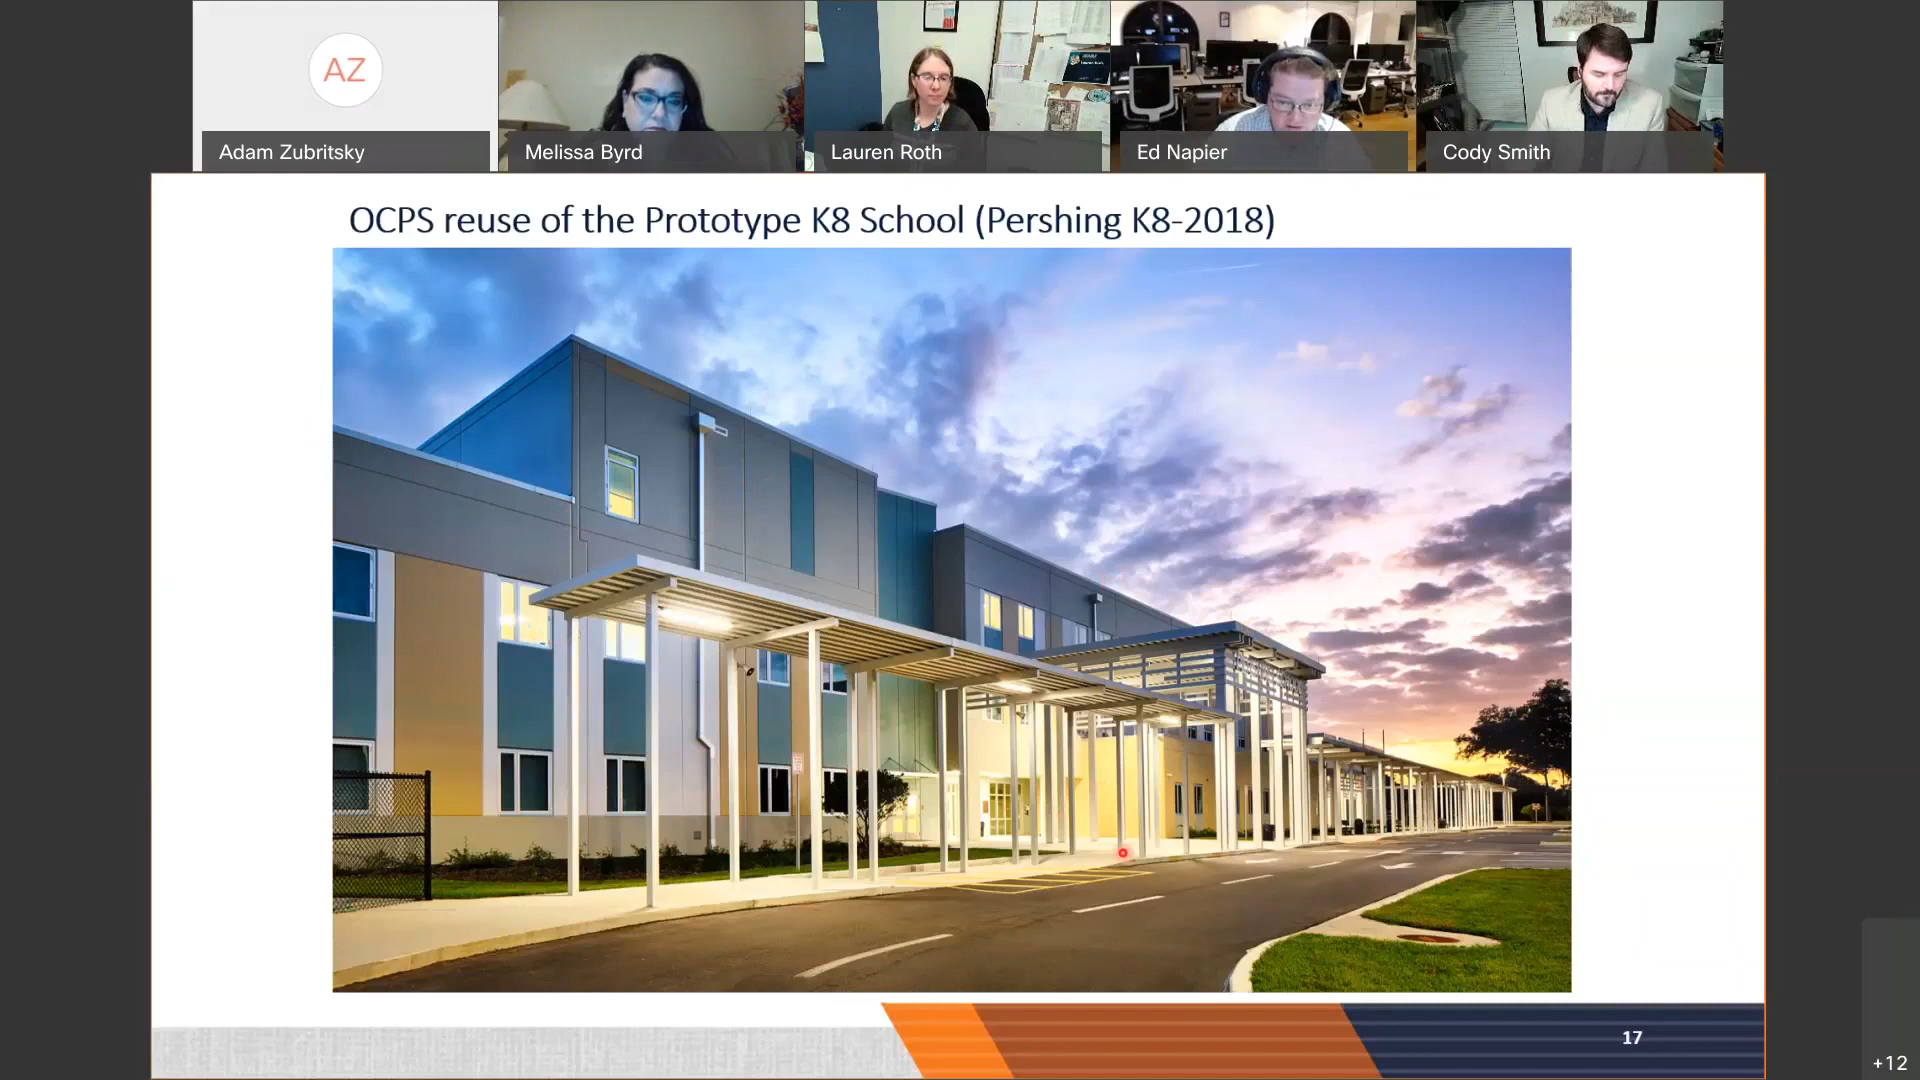 AZ
Adam Zubritsky
Melissa Byrd
Lauren Roth
Ed Napier
Cody Smith
OCPS reuse of the Prototype K8 School (Pershing K8-2018)
17
+12